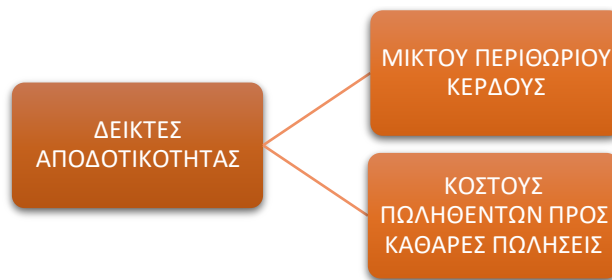 ΔΕΙΚΤΕΣ
ΑΠΟΔΟΤΙΚΟΤΗΤΑΣ
ΜΙΚΤΟΥ ΠΕΡΙΘΩΡΙΟΥ
ΚΕΡΔΟΥΣ
ΚΟΣΤΟΥΣ
ΠΩΛΗΘΕΝΤΩΝ ΠΡΟΣ
ΚΑΘΑΡΕΣ ΠΩΛΗΣΕΙΣ